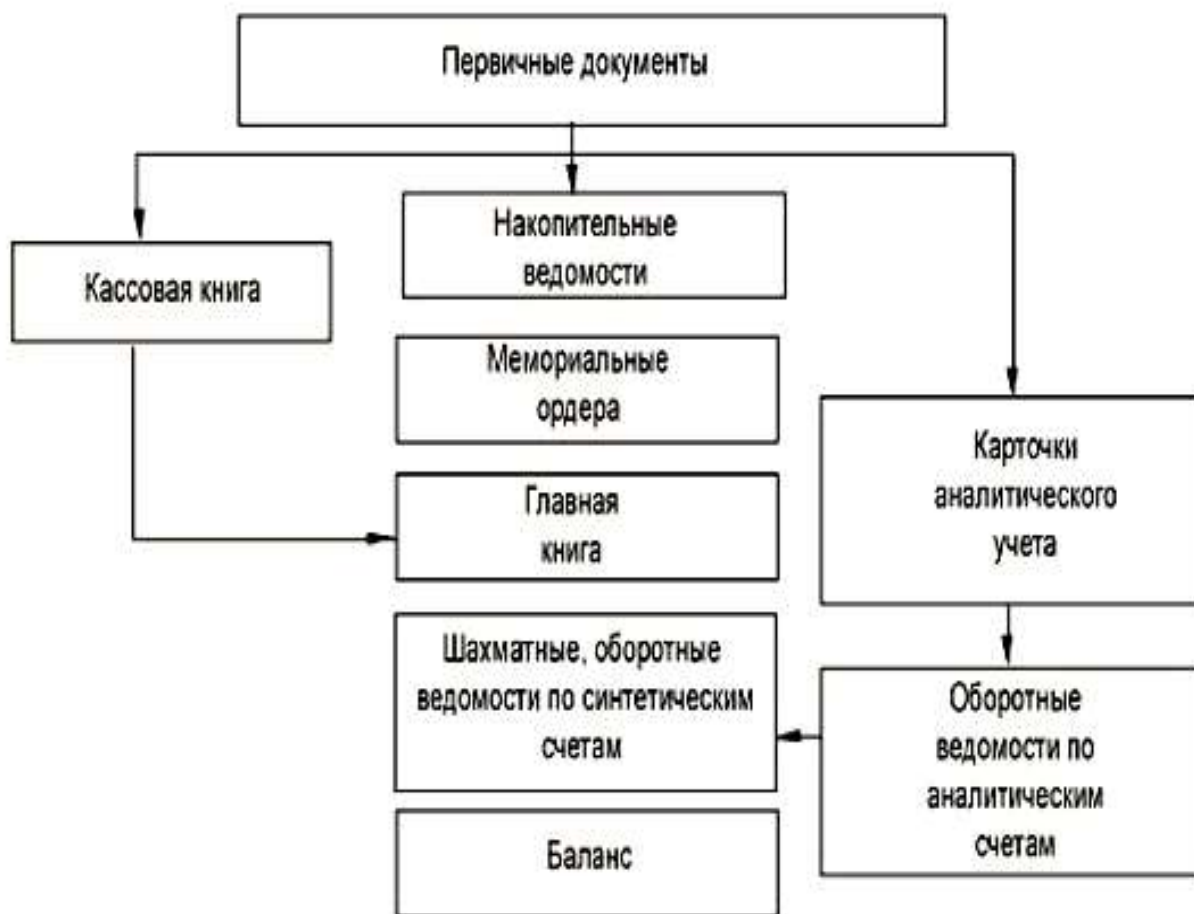 Первичные документы
Накопительные
ведомости
Кассовая книга
Мемориальные
ордера
Карточки
аналитического
учета
Главная
книга
Шахматные, оборотные
ведомости по синтетическим
счетам
Оборотные
ведомости по
аналитическим
счетам
Баланс